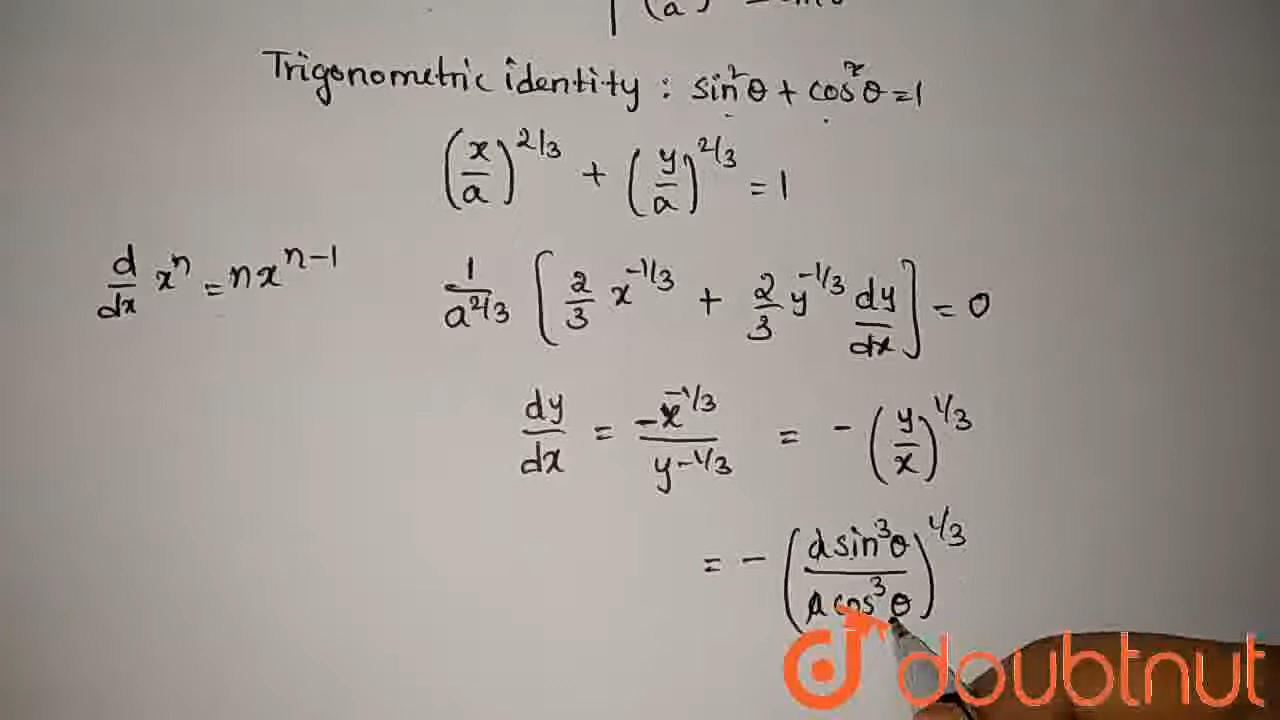 (a)
Trigonometric identity : sin²θ + cos²θ = 1
(x/a)^2/3 + (y/a)^2/3 = 1
d/dx x^n = nx^n-1
1/a^2/3 [2/3 x^-1/3 + 2/3 y^-1/3 dy/dx] = 0
dy/dx = -x^-1/3 / y^-1/3 = - (y/x)^1/3
= - (a sin³θ / a cos³θ)^1/3
doubtnut